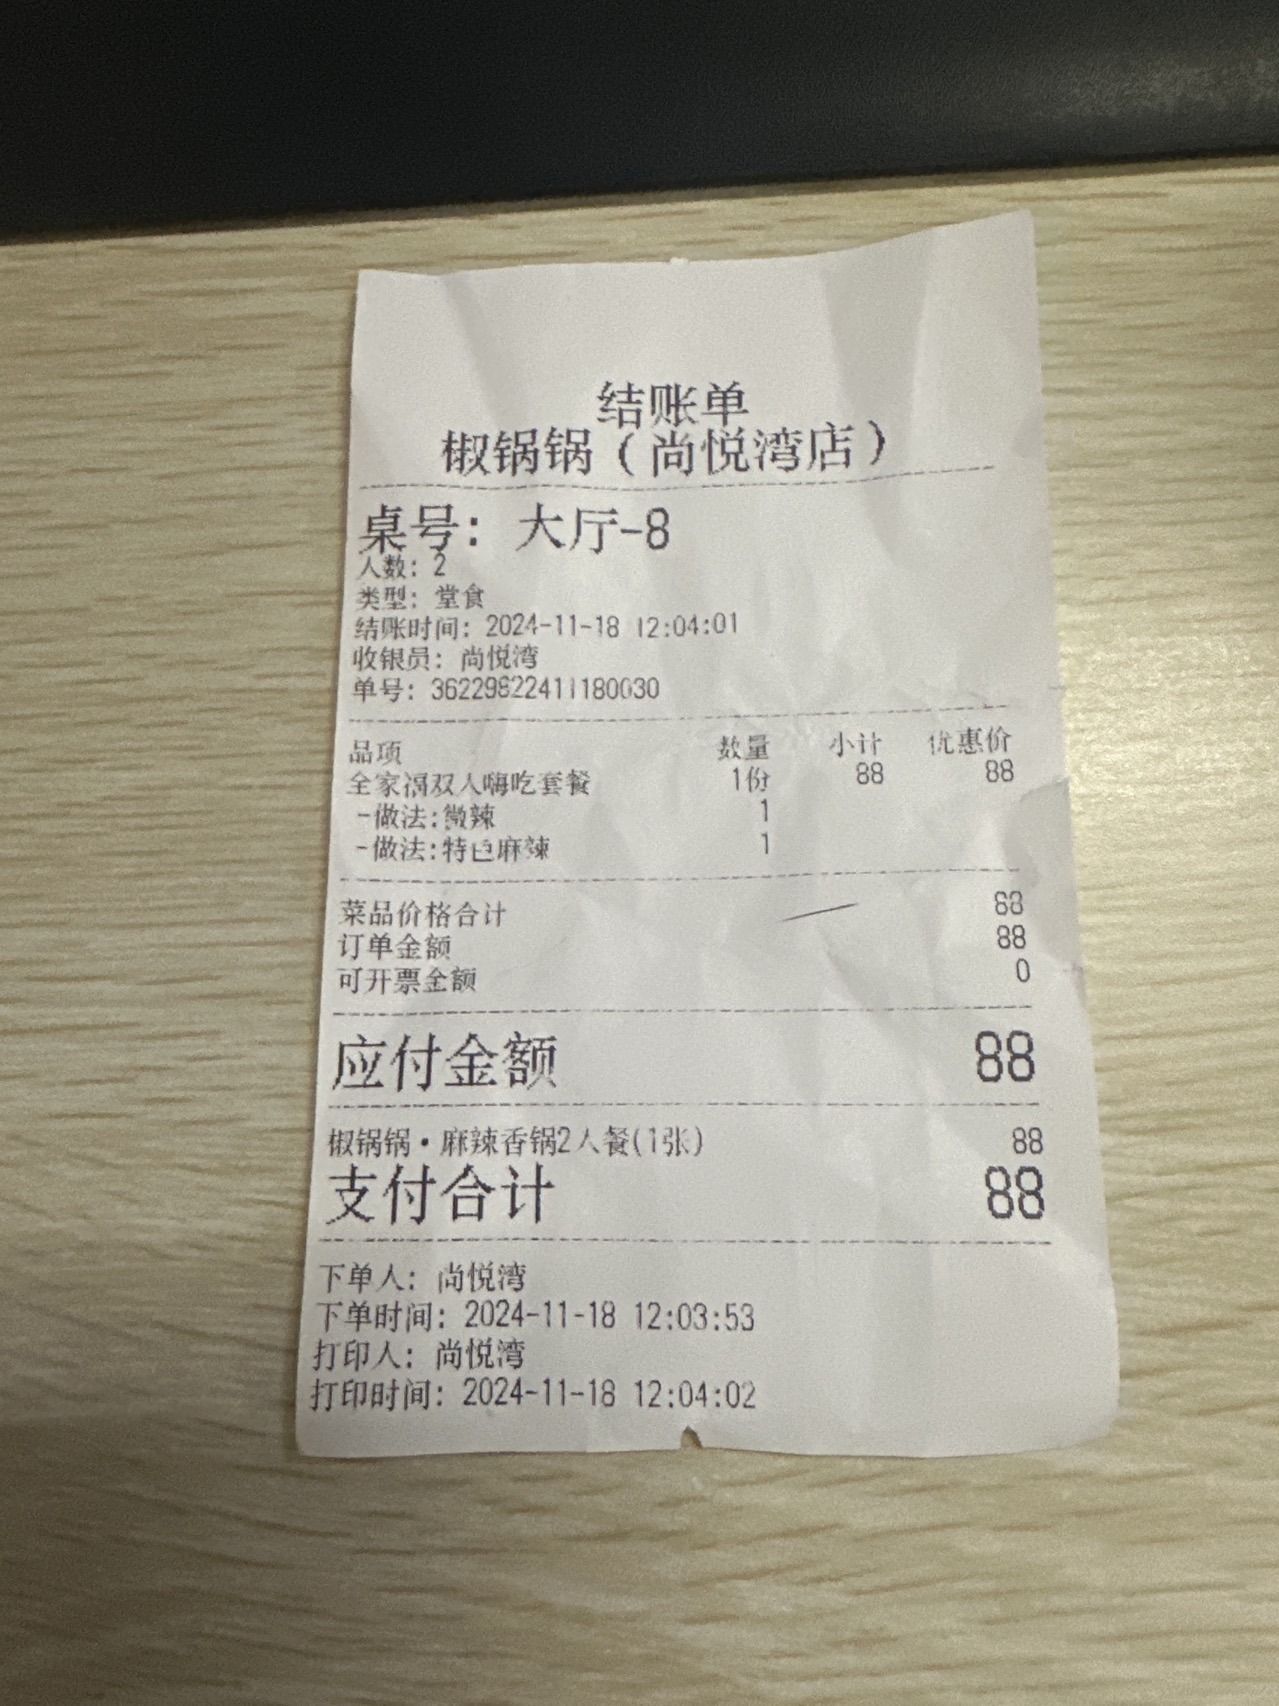 结账单
椒锅锅（尚悦湾店）
桌号：大厅-8
人数：2
类型：堂食
结账时间：2024-11-18 12:04:01
收银员：尚悦湾
单号：36229822411180030
品项 数量 小计 优惠价
全家福双人嗨吃套餐 1份 88 88
-做法:微辣 1
-做法:特色麻辣 1
菜品价格合计 88
订单金额 88
可开票金额 0
应付金额 88
椒锅锅·麻辣香锅2人餐(1张) 88
支付合计 88
下单人：尚悦湾
下单时间：2024-11-18 12:03:53
打印人：尚悦湾
打印时间：2024-11-18 12:04:02